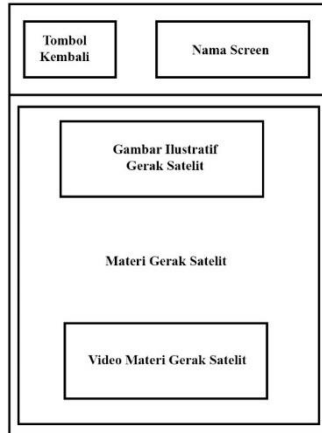 Tombol
Kembali
Nama Screen
Gambar Ilustratif
Gerak Satelit
Materi Gerak Satelit
Video Materi Gerak Satelit